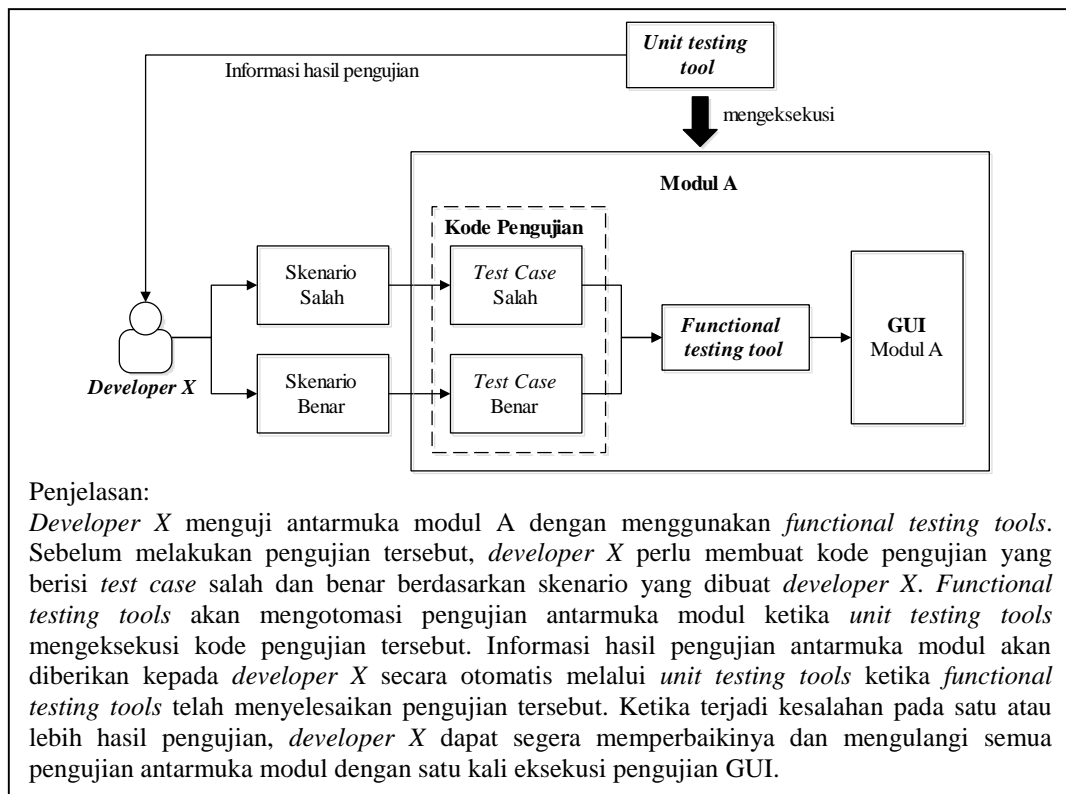 Unit testing
tool
Informasi hasil pengujian
mengeksekusi
Modul A
Kode Pengujian
Skenario
Salah
Test Case
Salah
Functional
testing tool
GUI
Modul A
Developer X
Skenario
Benar
Test Case
Benar
Penjelasan:
Developer X menguji antarmuka modul A dengan menggunakan functional testing tools.
Sebelum melakukan pengujian tersebut, developer X perlu membuat kode pengujian yang
berisi test case salah dan benar berdasarkan skenario yang dibuat developer X. Functional
testing tools akan mengotomasi pengujian antarmuka modul ketika unit testing tools
mengeksekusi kode pengujian tersebut. Informasi hasil pengujian antarmuka modul akan
diberikan kepada developer X secara otomatis melalui unit testing tools ketika functional
testing tools telah menyelesaikan pengujian tersebut. Ketika terjadi kesalahan pada satu atau
lebih hasil pengujian, developer X dapat segera memperbaikinya dan mengulangi semua
pengujian antarmuka modul dengan satu kali eksekusi pengujian GUI.